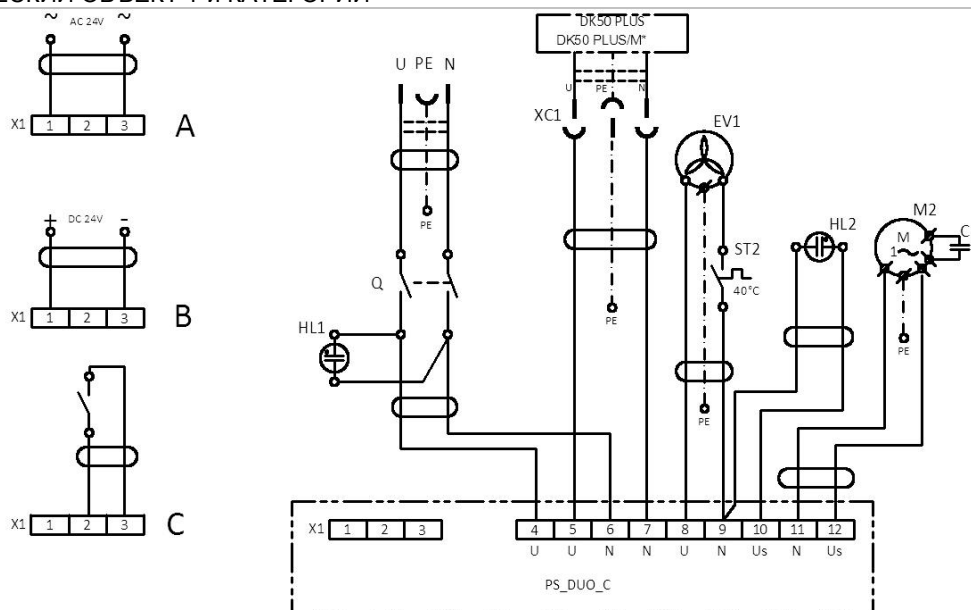 AC 24V
~ ~
X1 1 2 3 A
+ DC 24V -
X1 1 2 3 B
X1 1 2 3 C
DK50 PLUS
DK50 PLUS/M*
U PE N
U PE N
XC1
PE
Q
HL1
PE
EV1
ST2
40°C
PE
HL2
M2
M
1~
C
PE
X1 1 2 3 4 5 6 7 8 9 10 11 12
U U N N U N Us N Us
PS_DUO_C